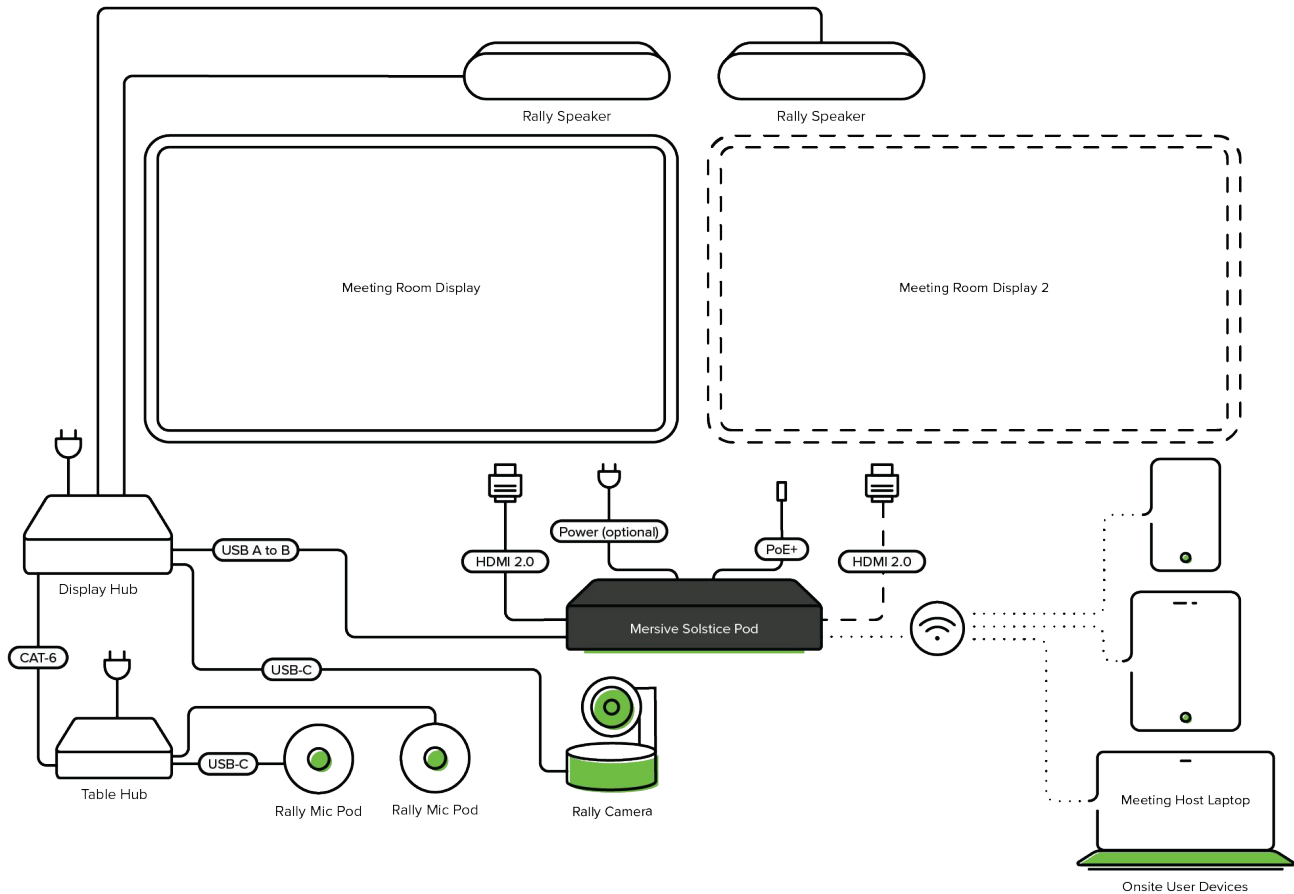 Rally Speaker
Rally Speaker
Meeting Room Display
Meeting Room Display 2
Power (optional)
USB A to B
HDMI 2.0
PoE+
HDMI 2.0
Display Hub
Mersive Solstice Pod
CAT-6
USB-C
USB-C
Table Hub
Rally Mic Pod
Rally Mic Pod
Rally Camera
Meeting Host Laptop
Onsite User Devices